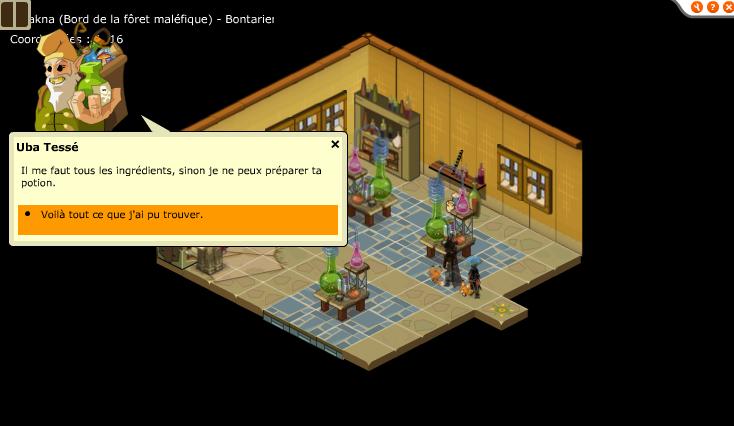 akna (Bord de la fôret maléfique) - Bontarien
Coord ies : 16
Uba Tessé
Il me faut tous les ingrédients, sinon je ne peux préparer ta
potion.
Voilà tout ce que j'ai pu trouver.